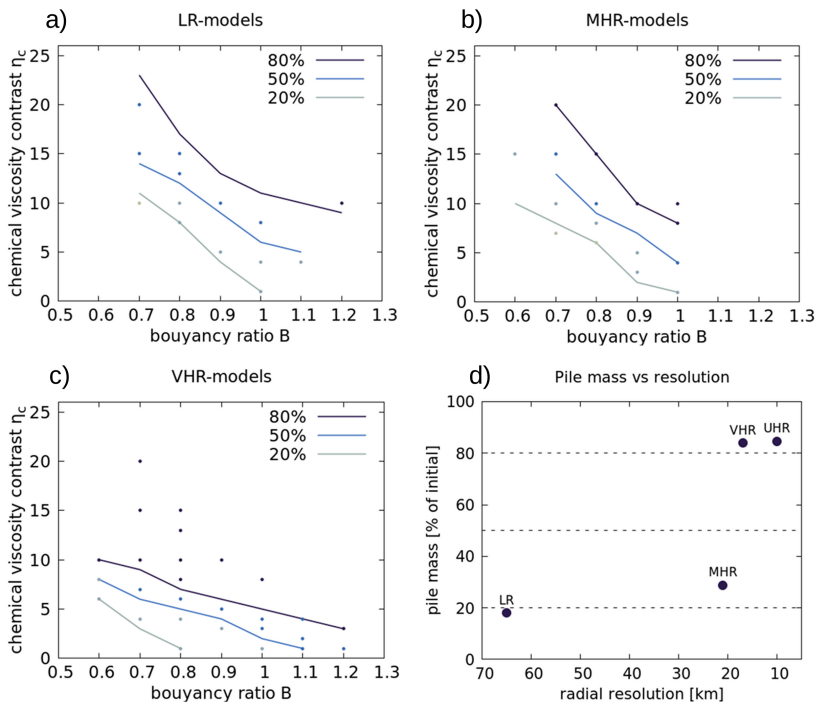 a)
LR-models
chemical viscosity contrast ηc
25
20
15
10
5
0
80%
50%
20%
0.5 0.6 0.7 0.8 0.9 1 1.1 1.2 1.3
bouyancy ratio B
b)
MHR-models
chemical viscosity contrast ηc
25
20
15
10
5
0
80%
50%
20%
0.5 0.6 0.7 0.8 0.9 1 1.1 1.2 1.3
bouyancy ratio B
c)
VHR-models
chemical viscosity contrast ηc
25
20
15
10
5
0
80%
50%
20%
0.5 0.6 0.7 0.8 0.9 1 1.1 1.2 1.3
bouyancy ratio B
d)
Pile mass vs resolution
pile mass [% of initial]
100
80
60
40
20
0
VHR UHR
MHR
LR
70 60 50 40 30 20 10
radial resolution [km]